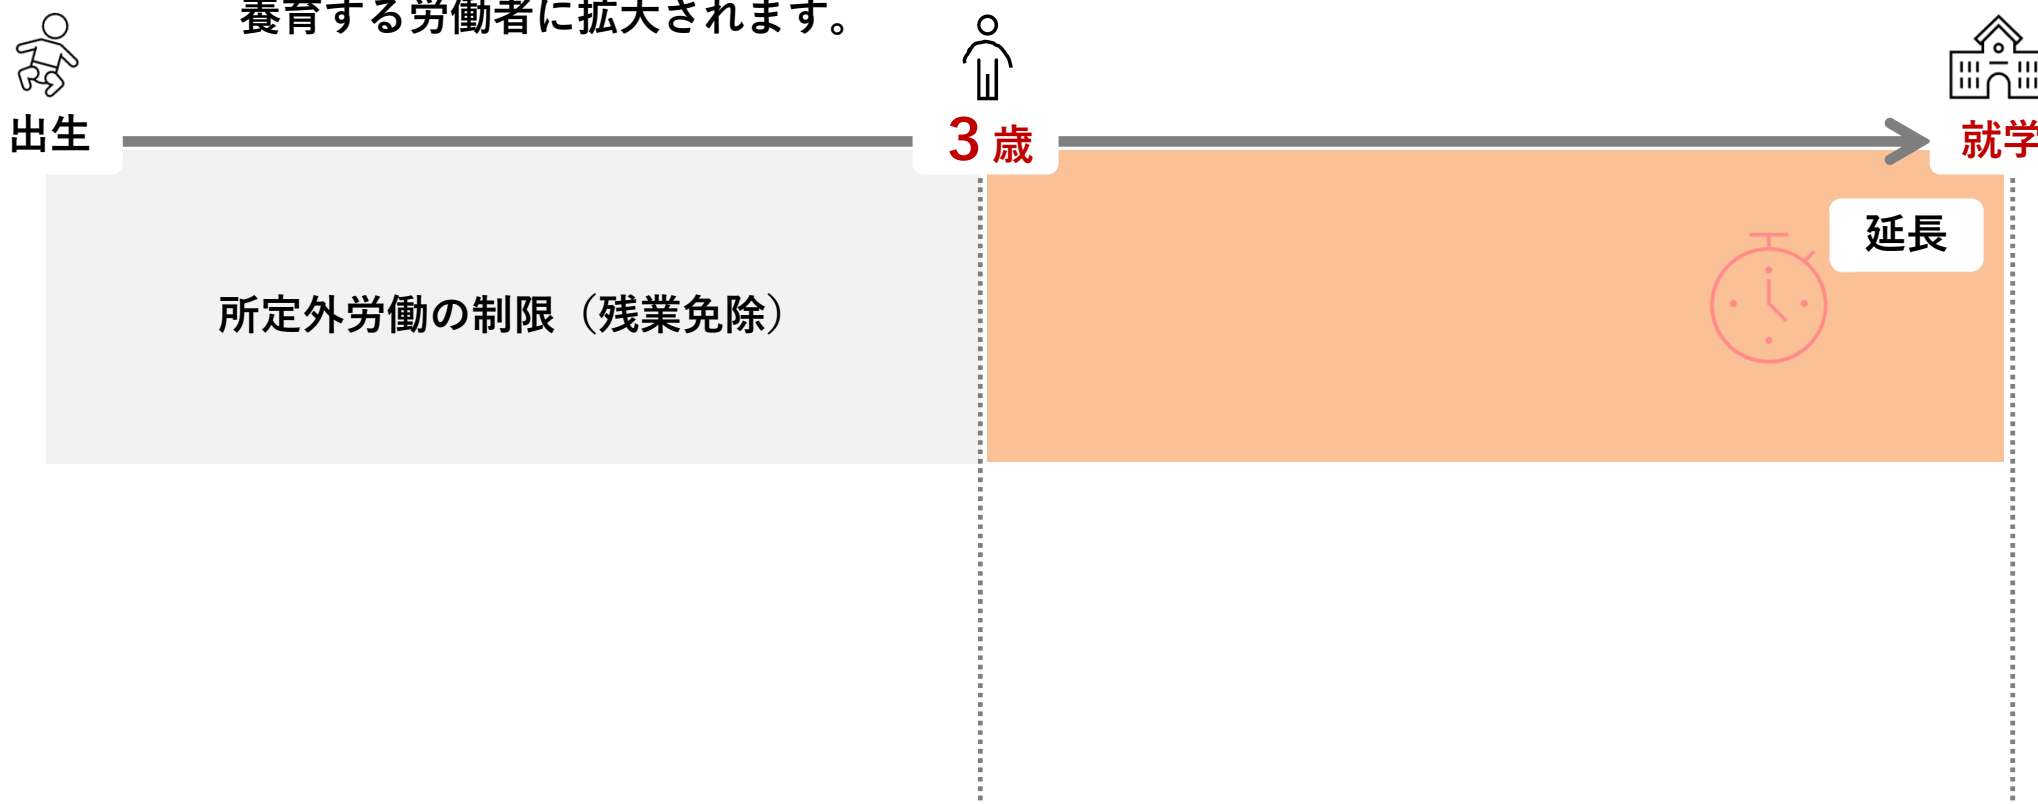 養育する労働者に拡大されます。
出生
3 歳
就学
延長
所定外労働の制限（残業免除）